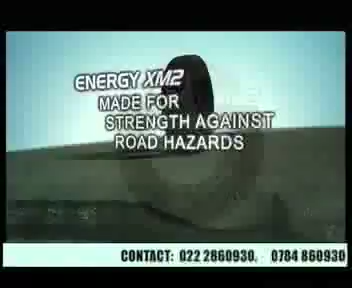 ENERGY XM2
MADE FOR
STRENGTH AGAINST
ROAD HAZARDS
CONTACT: 022 2860930, 0784 860930